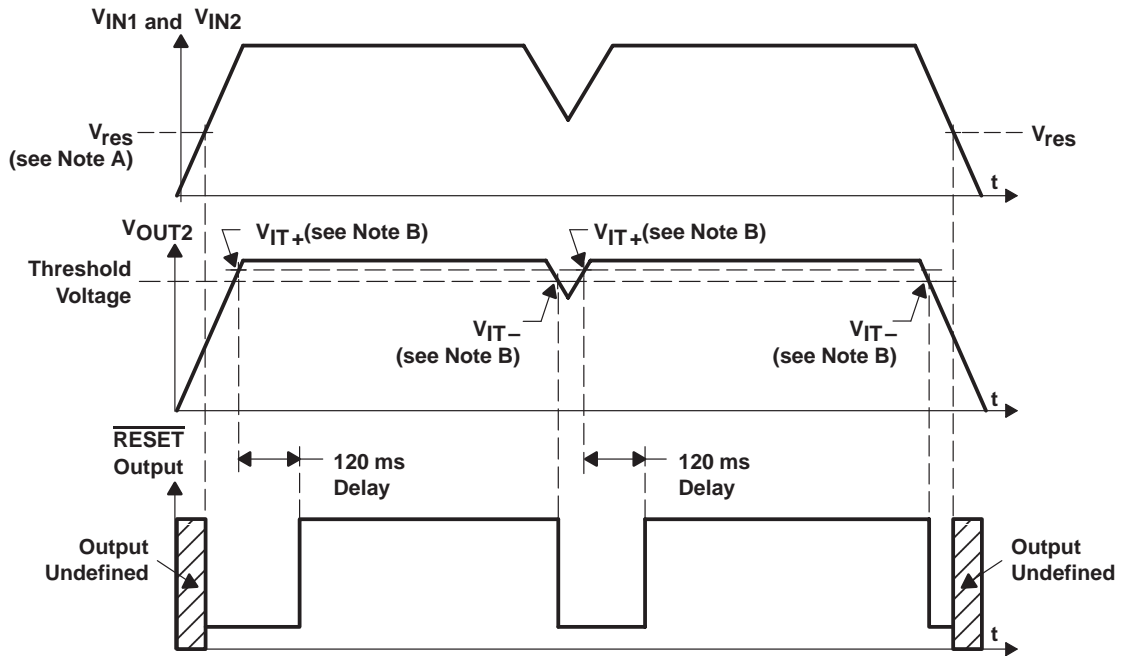 VIN1 and VIN2
Vres
(see Note A)
Vres
t
VOUT2
VIT+(see Note B)
VIT+(see Note B)
Threshold
Voltage
VIT–
(see Note B)
VIT–
(see Note B)
t
RESET
Output
120 ms
Delay
120 ms
Delay
Output
Undefined
Output
Undefined
t